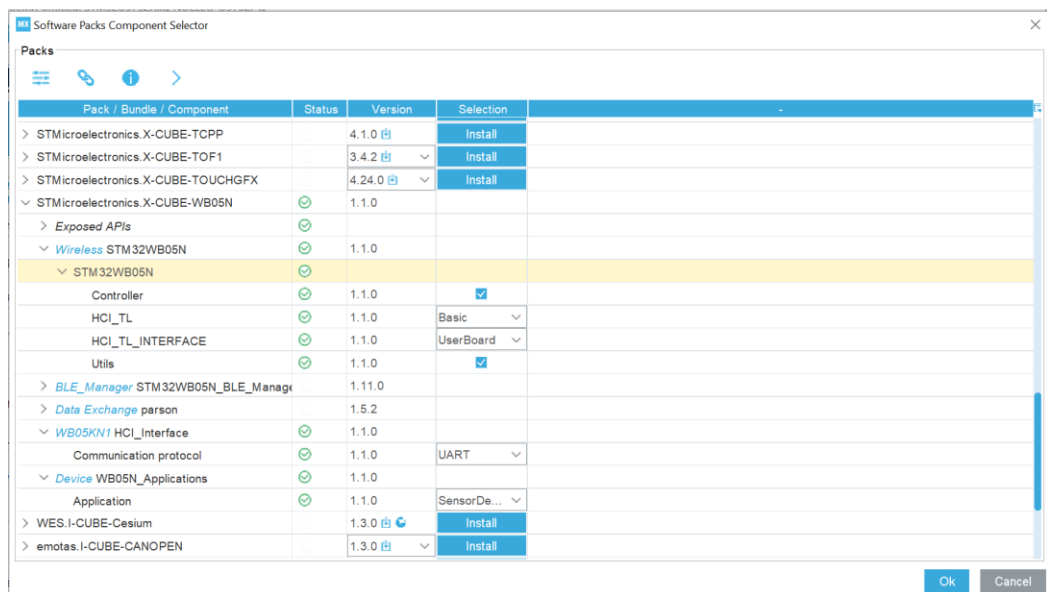 Software Packs Component Selector
Packs
Pack / Bundle / Component Status Version Selection -
STMicroelectronics.X-CUBE-TCPP 4.1.0 Install
STMicroelectronics.X-CUBE-TOF1 3.4.2 Install
STMicroelectronics.X-CUBE-TOUCHGFX 4.24.0 Install
STMicroelectronics.X-CUBE-WB05N 1.1.0
Exposed APIs
Wireless STM32WB05N 1.1.0
STM32WB05N
Controller 1.1.0
HCI_TL 1.1.0 Basic
HCI_TL_INTERFACE 1.1.0 UserBoard
Utils 1.1.0
BLE_Manager STM32WB05N_BLE_Manage 1.11.0
Data Exchange parson 1.5.2
WB05KN1 HCI_Interface 1.1.0
Communication protocol 1.1.0 UART
Device WB05N_Applications 1.1.0
Application 1.1.0 SensorDe...
WES.I-CUBE-Cesium 1.3.0 Install
emotas.I-CUBE-CANOPEN 1.3.0 Install
Ok Cancel